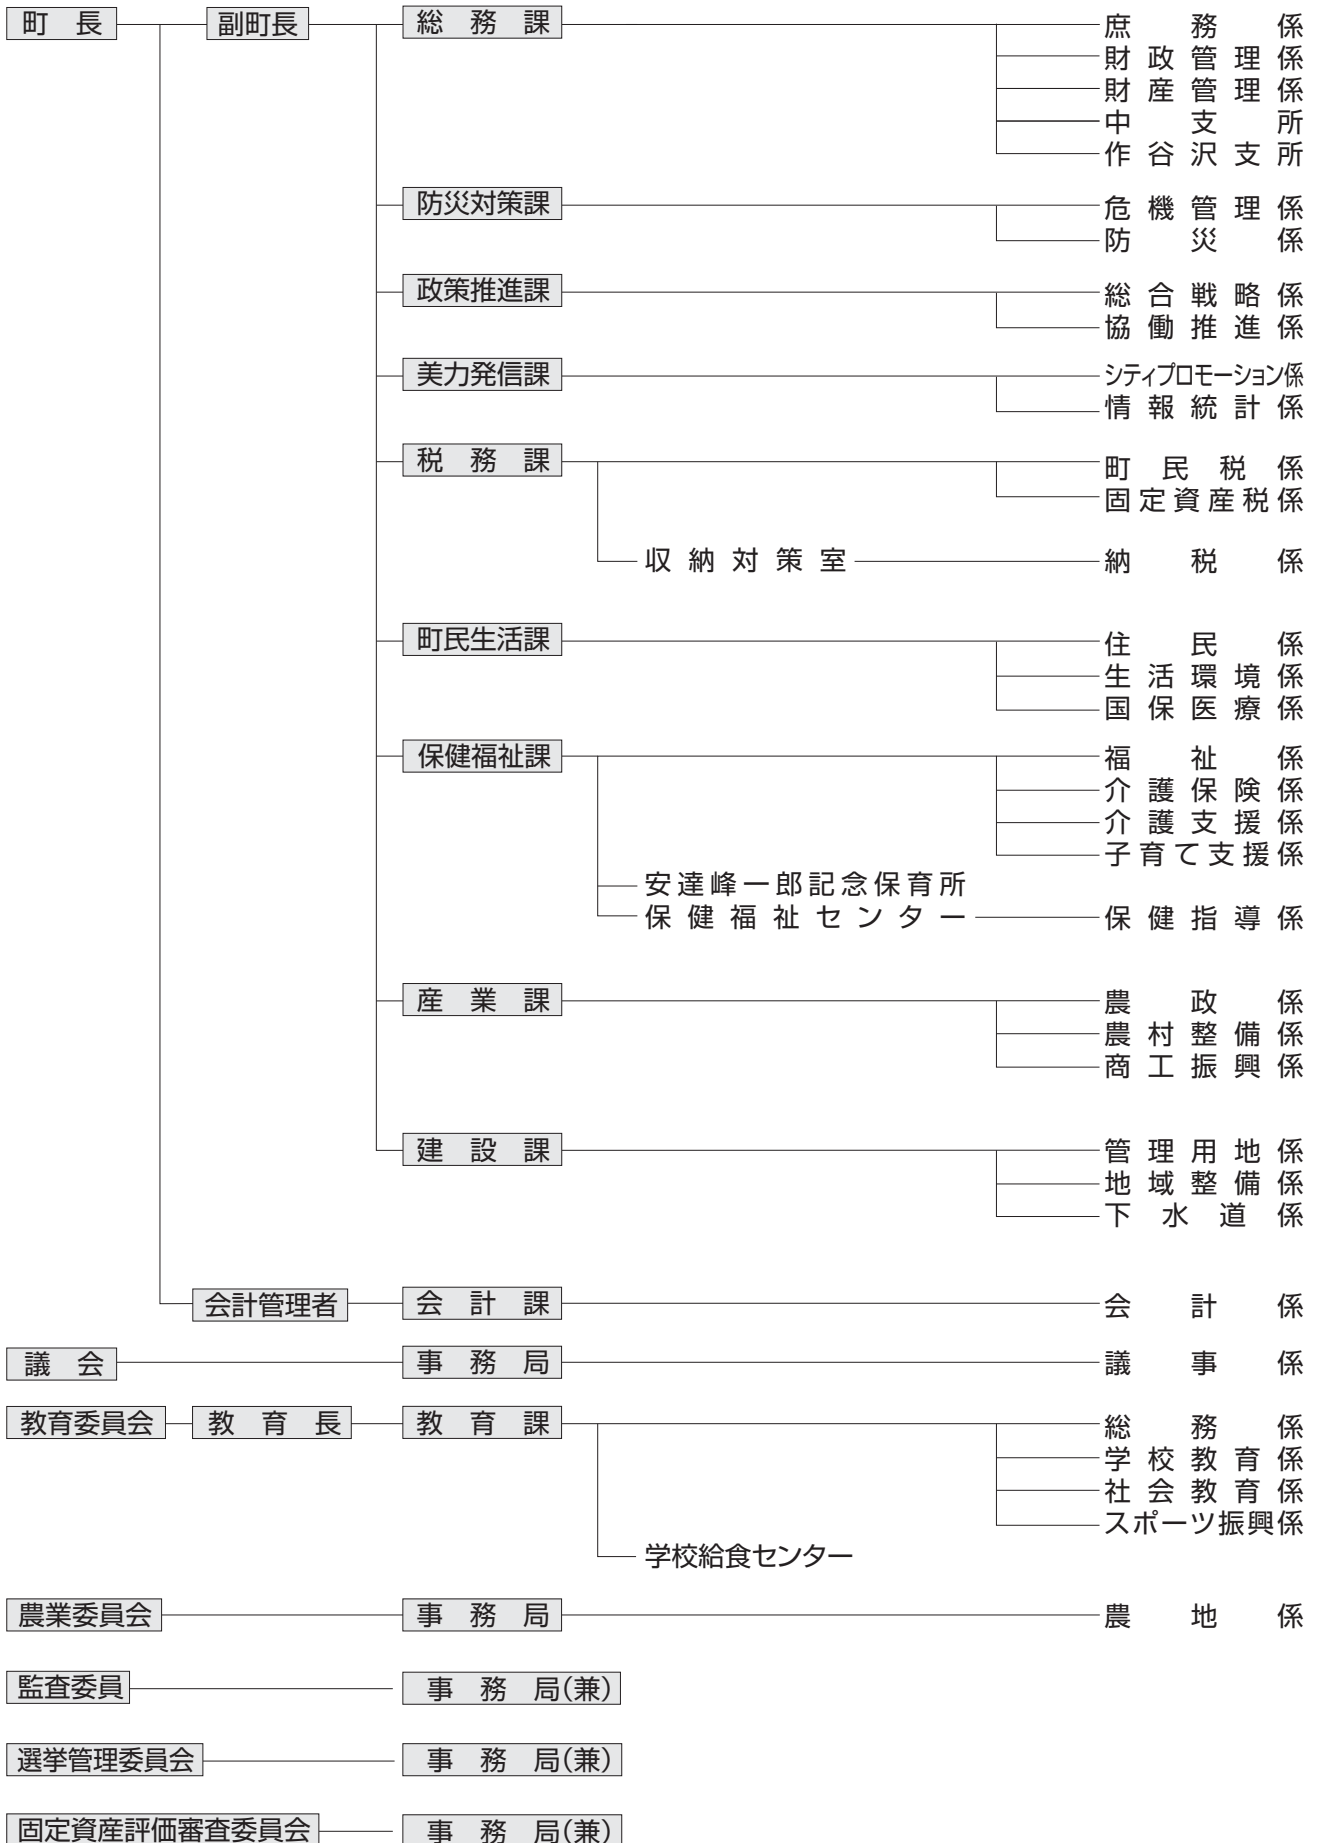 町長 副町長 総務課 庶務係
財政管理係
財産管理係
中支所
作谷沢支所
防災対策課 危機管理係
防災係
政策推進課 総合戦略係
協働推進係
美力発信課 シティプロモーション係
情報統計係
税務課 町民税係
固定資産税係
収納対策室 納税係
町民生活課 住民係
生活環境係
国保医療係
保健福祉課 福祉係
介護保険係
介護支援係
子育て支援係
安達峰一郎記念保育所
保健福祉センター 保健指導係
産業課 農政係
農村整備係
商工振興係
建設課 管理用地係
地域整備係
下水道係
会計管理者 会計課 会計係
議会 事務局 議事係
教育委員会 教育長 教育課 総務係
学校教育係
社会教育係
スポーツ振興係
学校給食センター
農業委員会 事務局 農地係
監査委員 事務局(兼)
選挙管理委員会 事務局(兼)
固定資産評価審査委員会 事務局(兼)